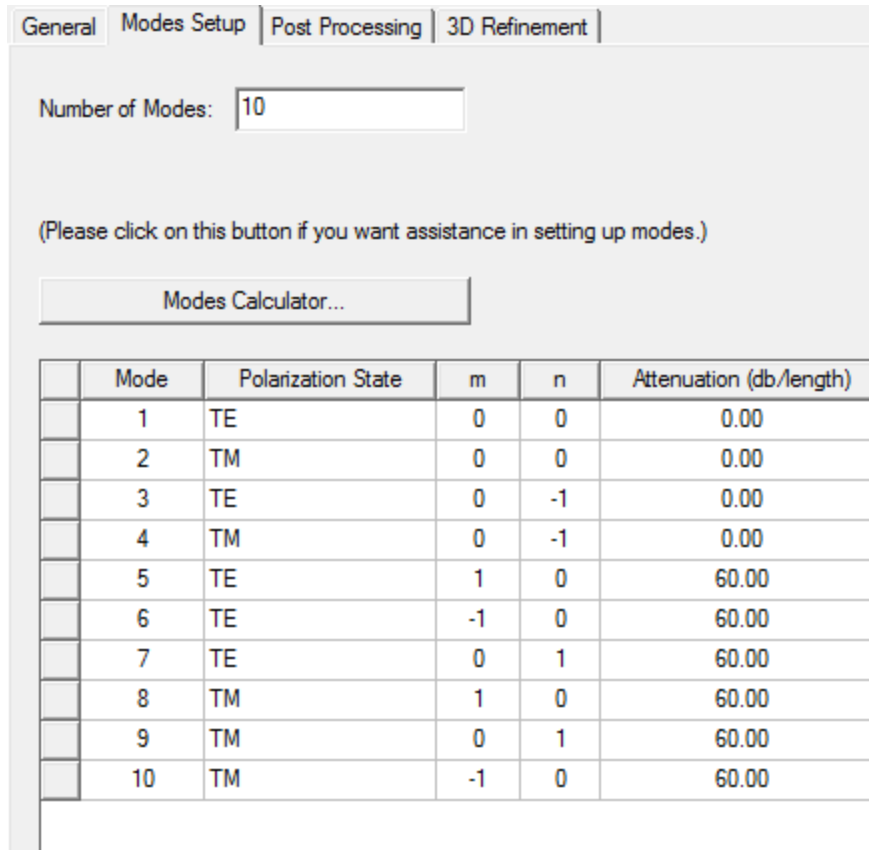 General Modes Setup Post Processing 3D Refinement
Number of Modes: 10
(Please click on this button if you want assistance in setting up modes.)
Modes Calculator...
Mode Polarization State m n Attenuation (db/length)
1 TE 0 0 0.00
2 TM 0 0 0.00
3 TE 0 -1 0.00
4 TM 0 -1 0.00
5 TE 1 0 60.00
6 TE -1 0 60.00
7 TE 0 1 60.00
8 TM 1 0 60.00
9 TM 0 1 60.00
10 TM -1 0 60.00